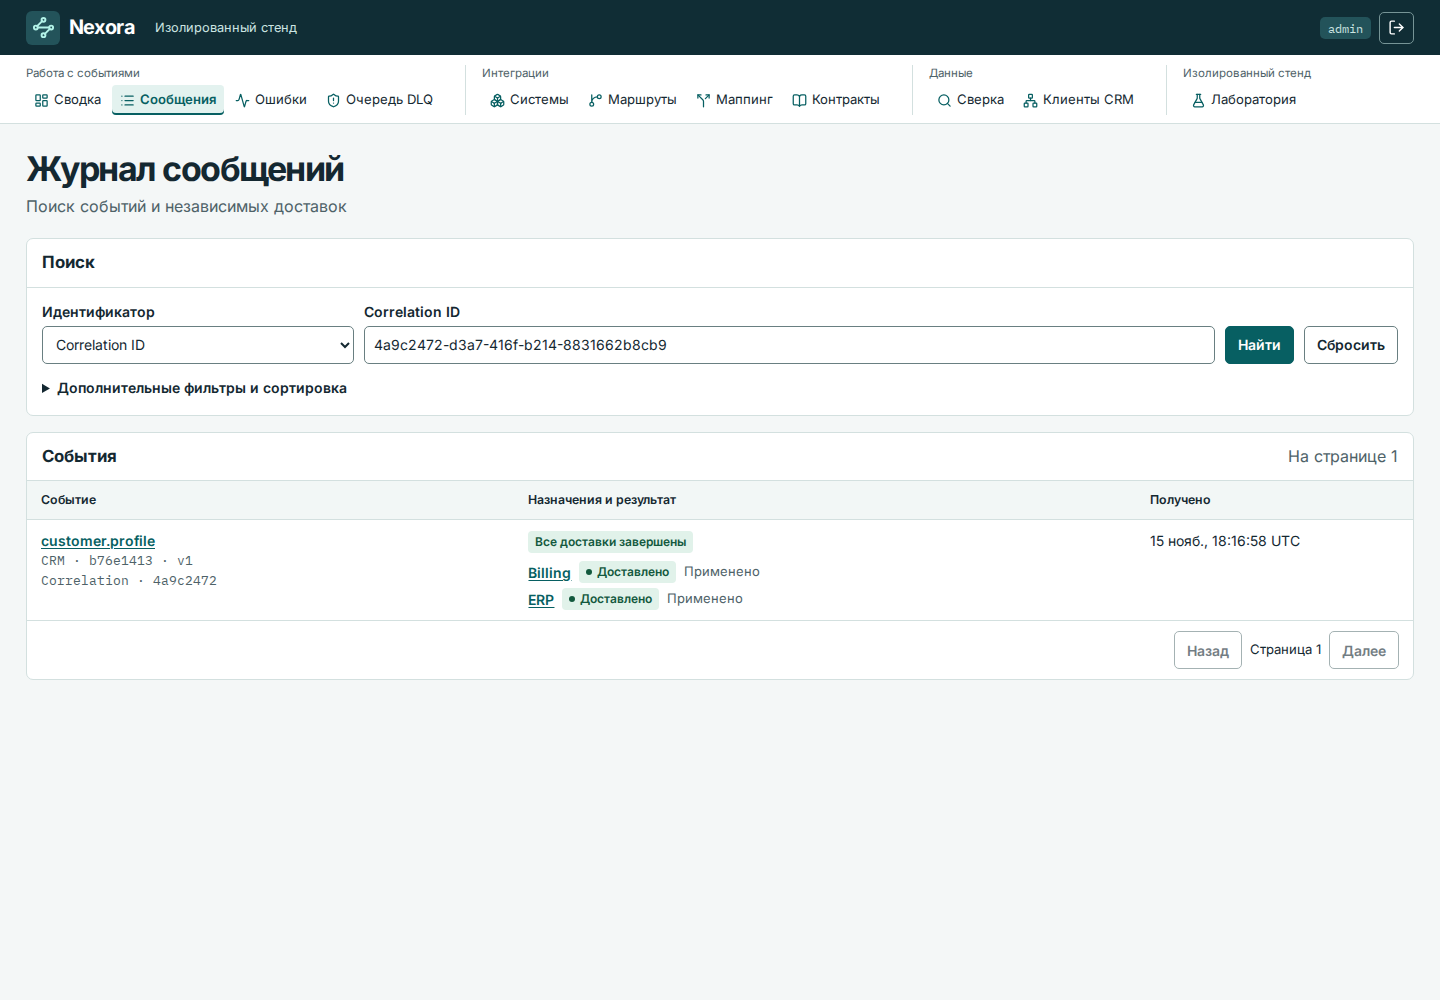 Nexora
Изолированный стенд
admin
Работа с событиями
Сводка
Сообщения
Ошибки
Очередь DLQ
Интеграции
Системы
Маршруты
Маппинг
Контракты
Данные
Сверка
Клиенты CRM
Изолированный стенд
Лаборатория
Журнал сообщений
Поиск событий и независимых доставок
Поиск
Идентификатор
Correlation ID
Correlation ID
4a9c2472-d3a7-416f-b214-8831662b8cb9
Найти
Сбросить
Дополнительные фильтры и сортировка
События
На странице 1
Событие
Назначения и результат
Получено
customer.profile
CRM · b76e1413 · v1
Correlation · 4a9c2472
Все доставки завершены
Billing
Доставлено
Применено
ERP
Доставлено
Применено
15 нояб., 18:16:58 UTC
Назад
Страница 1
Далее